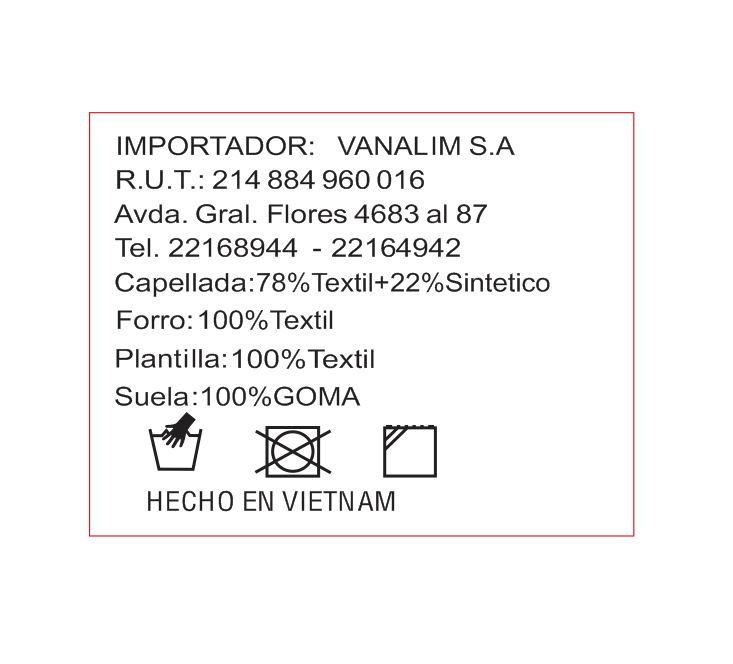 IMPORTADOR: VANALIM S.A
R.U.T.: 214 884 960 016
Avda. Gral. Flores 4683 al 87
Tel. 22168944 - 22164942
Capellada:78%Textil+22%Sintetico
Forro:100%Textil
Plantilla:100%Textil
Suela:100%GOMA
HECHO EN VIETNAM